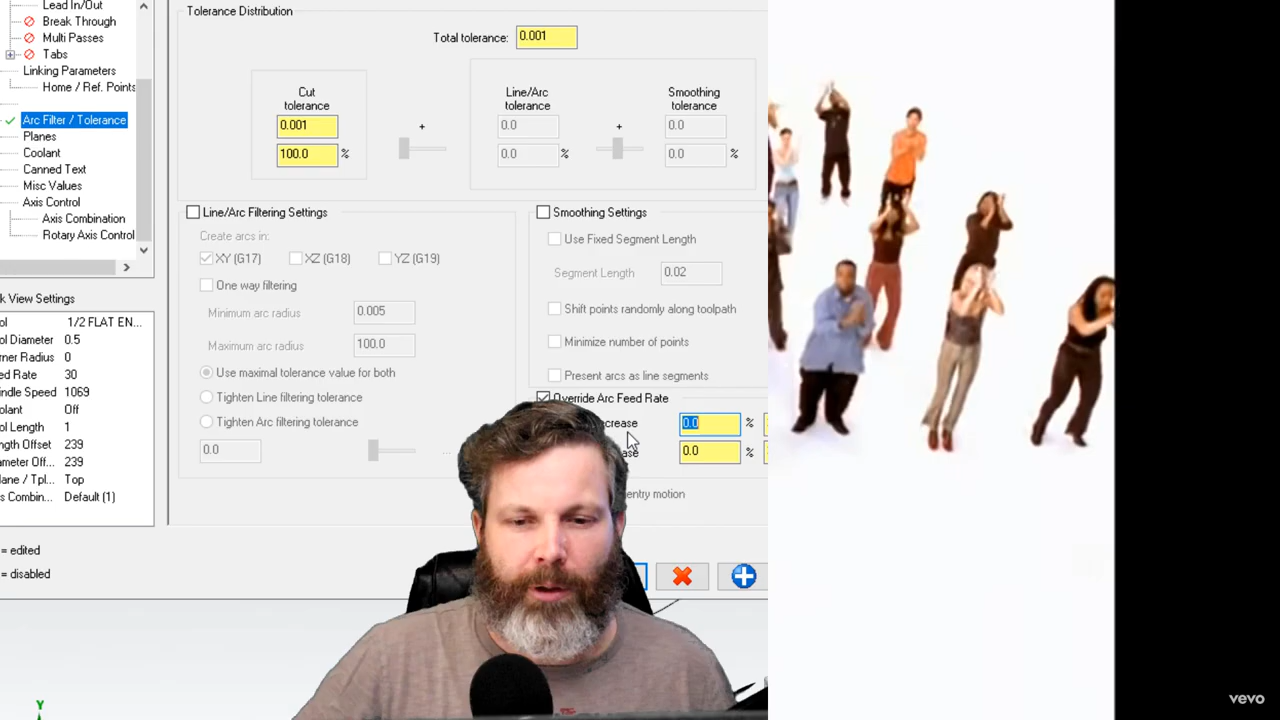 Lead In/Out
Break Through
Multi Passes
Tabs
Linking Parameters
Home / Ref. Points
Arc Filter / Tolerance
Planes
Coolant
Canned Text
Misc Values
Axis Control
Axis Combination
Rotary Axis Control
k View Settings
ol 1/2 FLAT EN...
ol Diameter 0.5
rner Radius 0
ed Rate 30
indle Speed 1069
olant Off
ol Length 1
ngth Offset 239
ameter Off... 239
lane / Tpl... Top
is Combin... Default (1)
= edited
= disabled
Y
Tolerance Distribution
Total tolerance: 0.001
Cut tolerance
0.001
100.0 %
+
Line/Arc tolerance
0.0
0.0 %
+
Smoothing tolerance
0.0
0.0 %
Line/Arc Filtering Settings
Create arcs in:
XY (G17) XZ (G18) YZ (G19)
One way filtering
Minimum arc radius 0.005
Maximum arc radius 100.0
Use maximal tolerance value for both
Tighten Line filtering tolerance
Tighten Arc filtering tolerance
0.0 ...
Smoothing Settings
Use Fixed Segment Length
Segment Length 0.02
Shift points randomly along toolpath
Minimize number of points
Present arcs as line segments
Override Arc Feed Rate
crease 0.0 %
ase 0.0 %
entry motion
vevo